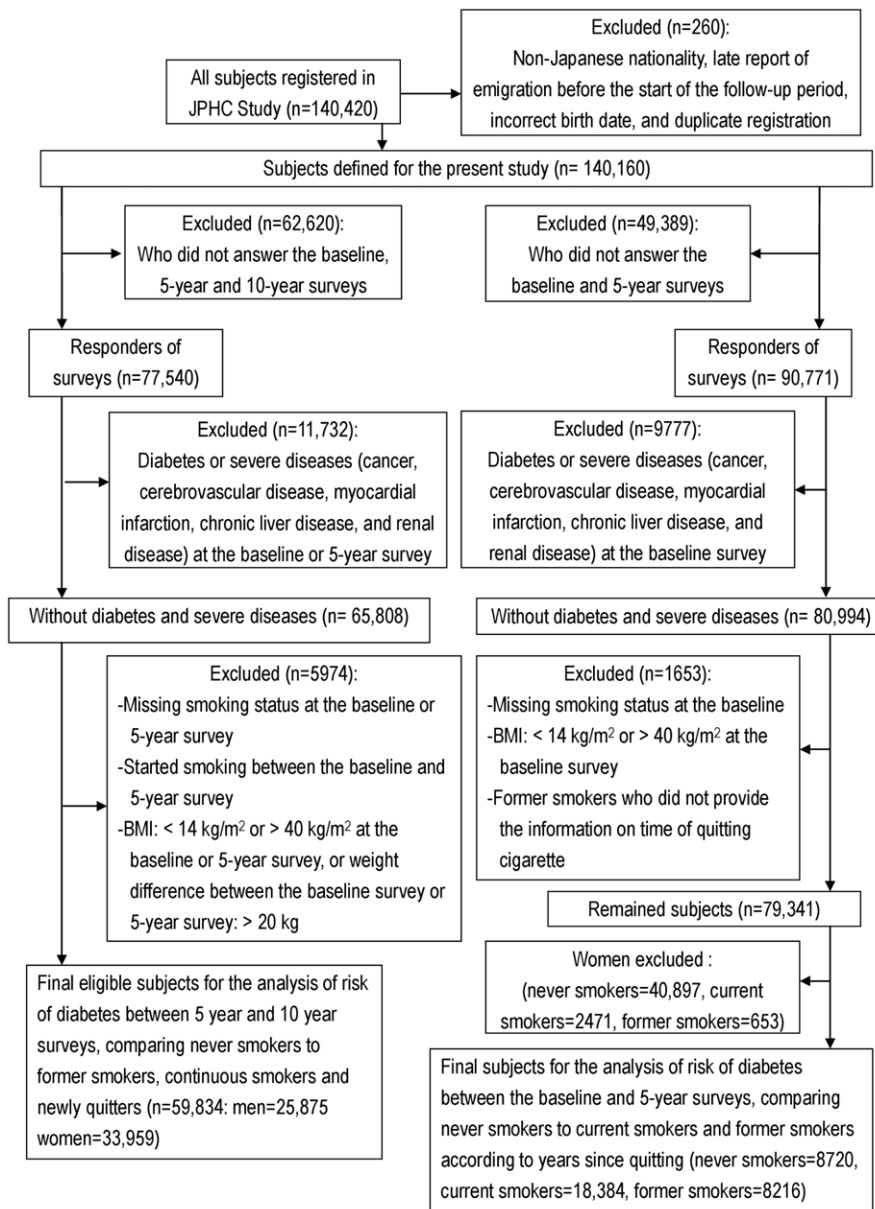 Excluded (n=260):
Non-Japanese nationality, late report of
emigration before the start of the follow-up period,
incorrect birth date, and duplicate registration
All subjects registered in
JPHC Study (n=140,420)
Subjects defined for the present study (n= 140,160)
Excluded (n=62,620):
Who did not answer the baseline,
5-year and 10-year surveys
Excluded (n=49,389):
Who did not answer the
baseline and 5-year surveys
Responders of
surveys (n=77,540)
Responders of
surveys (n= 90,771)
Excluded (n=11,732):
Diabetes or severe diseases (cancer,
cerebrovascular disease, myocardial
infarction, chronic liver disease, and renal
disease) at the baseline or 5-year survey
Excluded (n=9777):
Diabetes or severe diseases (cancer,
cerebrovascular disease, myocardial
infarction, chronic liver disease, and
renal disease) at the baseline survey
Without diabetes and severe diseases (n= 65,808)
Without diabetes and severe diseases (n= 80,994)
Excluded (n=5974):
-Missing smoking status at the baseline or
5-year survey
-Started smoking between the baseline and
5-year survey
-BMI: < 14 kg/m² or > 40 kg/m² at the
baseline or 5-year survey, or weight
difference between the baseline survey or
5-year survey: > 20 kg
Excluded (n=1653):
-Missing smoking status at the baseline
-BMI: < 14 kg/m² or > 40 kg/m² at the
baseline survey
-Former smokers who did not provide
the information on time of quitting
cigarette
Remained subjects (n=79,341)
Women excluded :
(never smokers=40,897, current
smokers=2471, former smokers=653)
Final eligible subjects for the analysis of risk
of diabetes between 5 year and 10 year
surveys, comparing never smokers to
former smokers, continuous smokers and
newly quitters (n=59,834: men=25,875
women=33,959)
Final subjects for the analysis of risk of diabetes
between the baseline and 5-year surveys, comparing
never smokers to current smokers and former smokers
according to years since quitting (never smokers=8720,
current smokers=18,384, former smokers=8216)